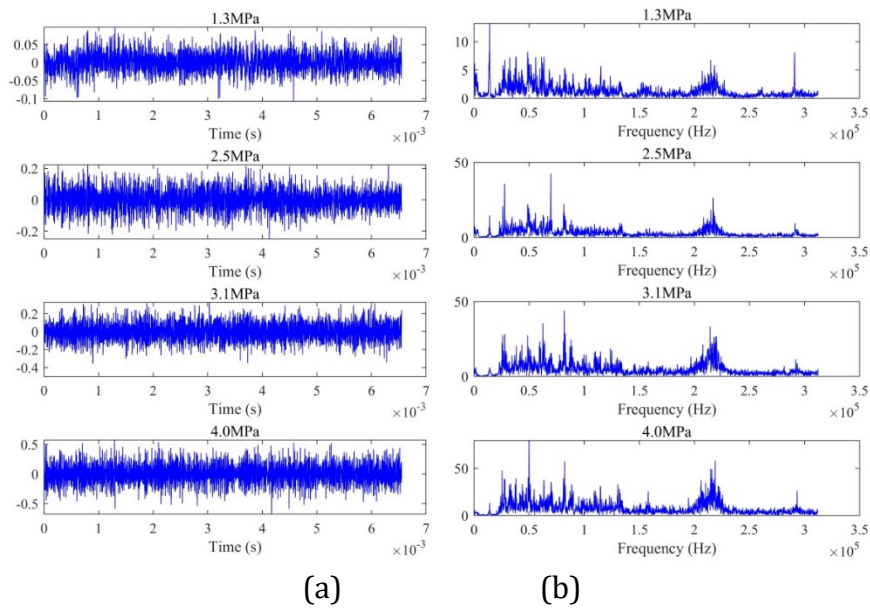 1.3MPa
0.05
0
-0.05
-0.1
0 1 2 3 4 5 6 7
Time (s)
×10⁻³
2.5MPa
0.2
0
-0.2
0 1 2 3 4 5 6 7
Time (s)
×10⁻³
3.1MPa
0.2
0
-0.2
-0.4
0 1 2 3 4 5 6 7
Time (s)
×10⁻³
4.0MPa
0.5
0
-0.5
0 1 2 3 4 5 6 7
Time (s)
×10⁻³
(a)
1.3MPa
10
5
0
0 0.5 1 1.5 2 2.5 3 3.5
Frequency (Hz)
×10⁵
2.5MPa
50
0
0 0.5 1 1.5 2 2.5 3 3.5
Frequency (Hz)
×10⁵
3.1MPa
50
0
0 0.5 1 1.5 2 2.5 3 3.5
Frequency (Hz)
×10⁵
4.0MPa
50
0
0 0.5 1 1.5 2 2.5 3 3.5
Frequency (Hz)
×10⁵
(b)